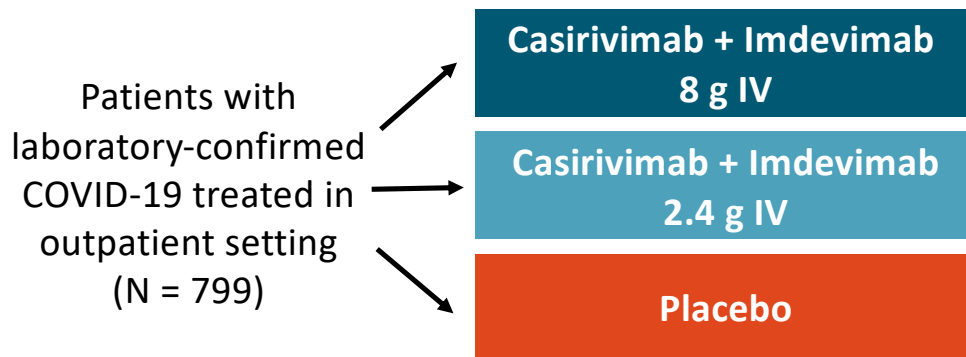 Patients with
laboratory-confirmed
COVID-19 treated in
outpatient setting
(N = 799)
Casirivimab + Imdevimab
8 g IV
Casirivimab + Imdevimab
2.4 g IV
Placebo